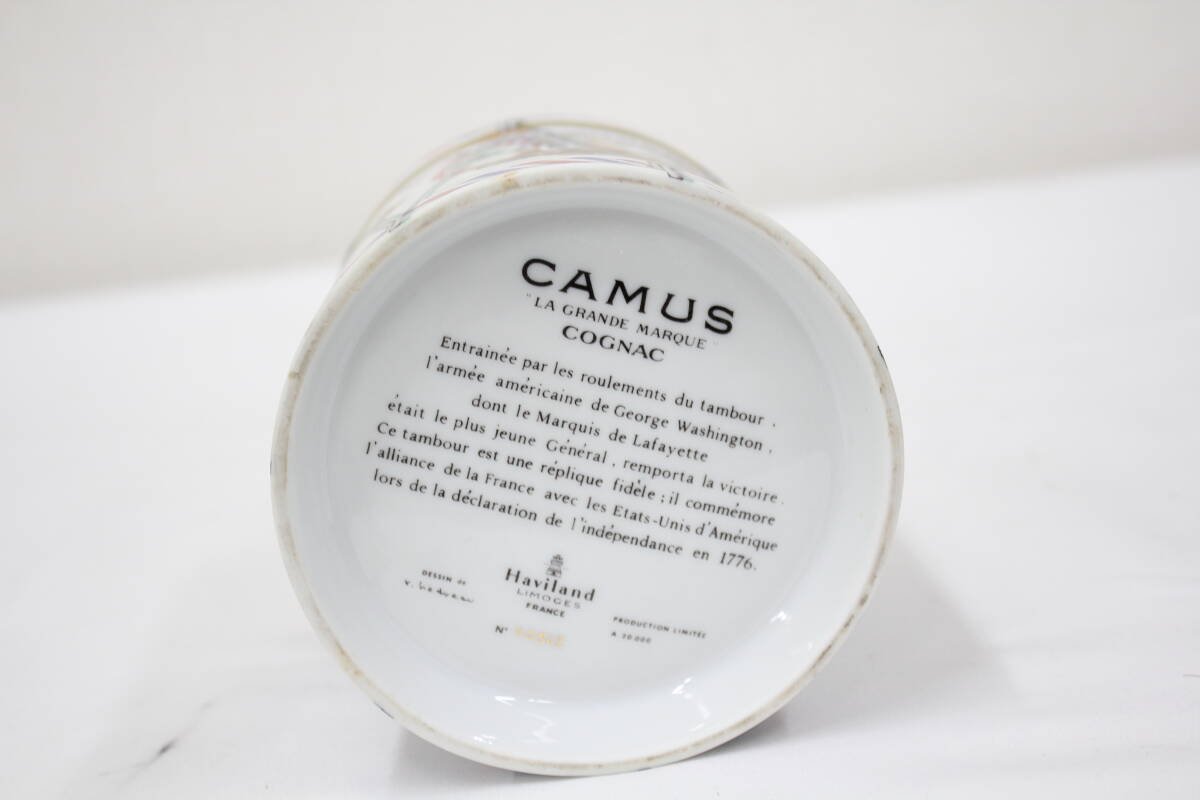 CAMUS
"LA GRANDE MARQUE"
COGNAC
Entrainée par les roulements du tambour,
l'armée américaine de George Washington,
dont le Marquis de Lafayette
était le plus jeune Général, remporta la victoire.
Ce tambour est une réplique fidèle; il commémore
l'alliance de la France avec les Etats-Unis d'Amérique
lors de la déclaration de l'indépendance en 1776.
DESSIN de
Haviland
LIMOGES
FRANCE
PRODUCTION LIMITÉE
A 20.000
N°